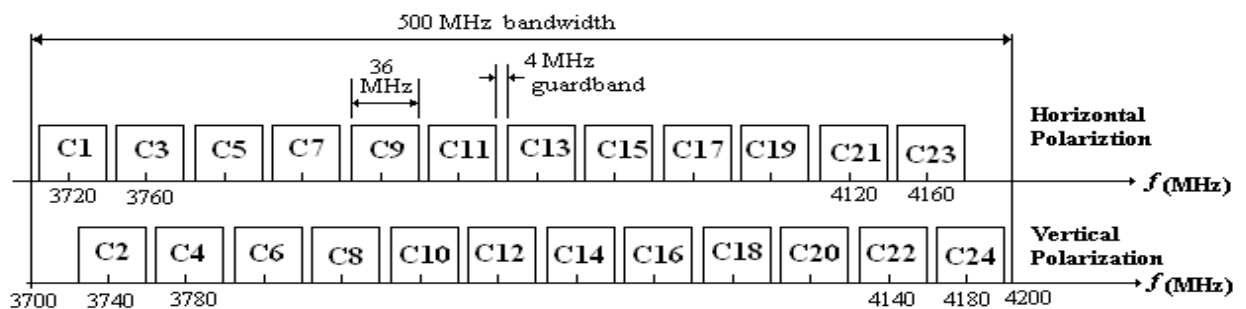 500 MHz bandwidth
36
MHz
4 MHz
guardband
C1 C3 C5 C7 C9 C11 C13 C15 C17 C19 C21 C23
Horizontal
Polariztion
3720 3760 4120 4160
f (MHz)
C2 C4 C6 C8 C10 C12 C14 C16 C18 C20 C22 C24
Vertical
Polarization
3700 3740 3780 4140 4180 4200
f (MHz)